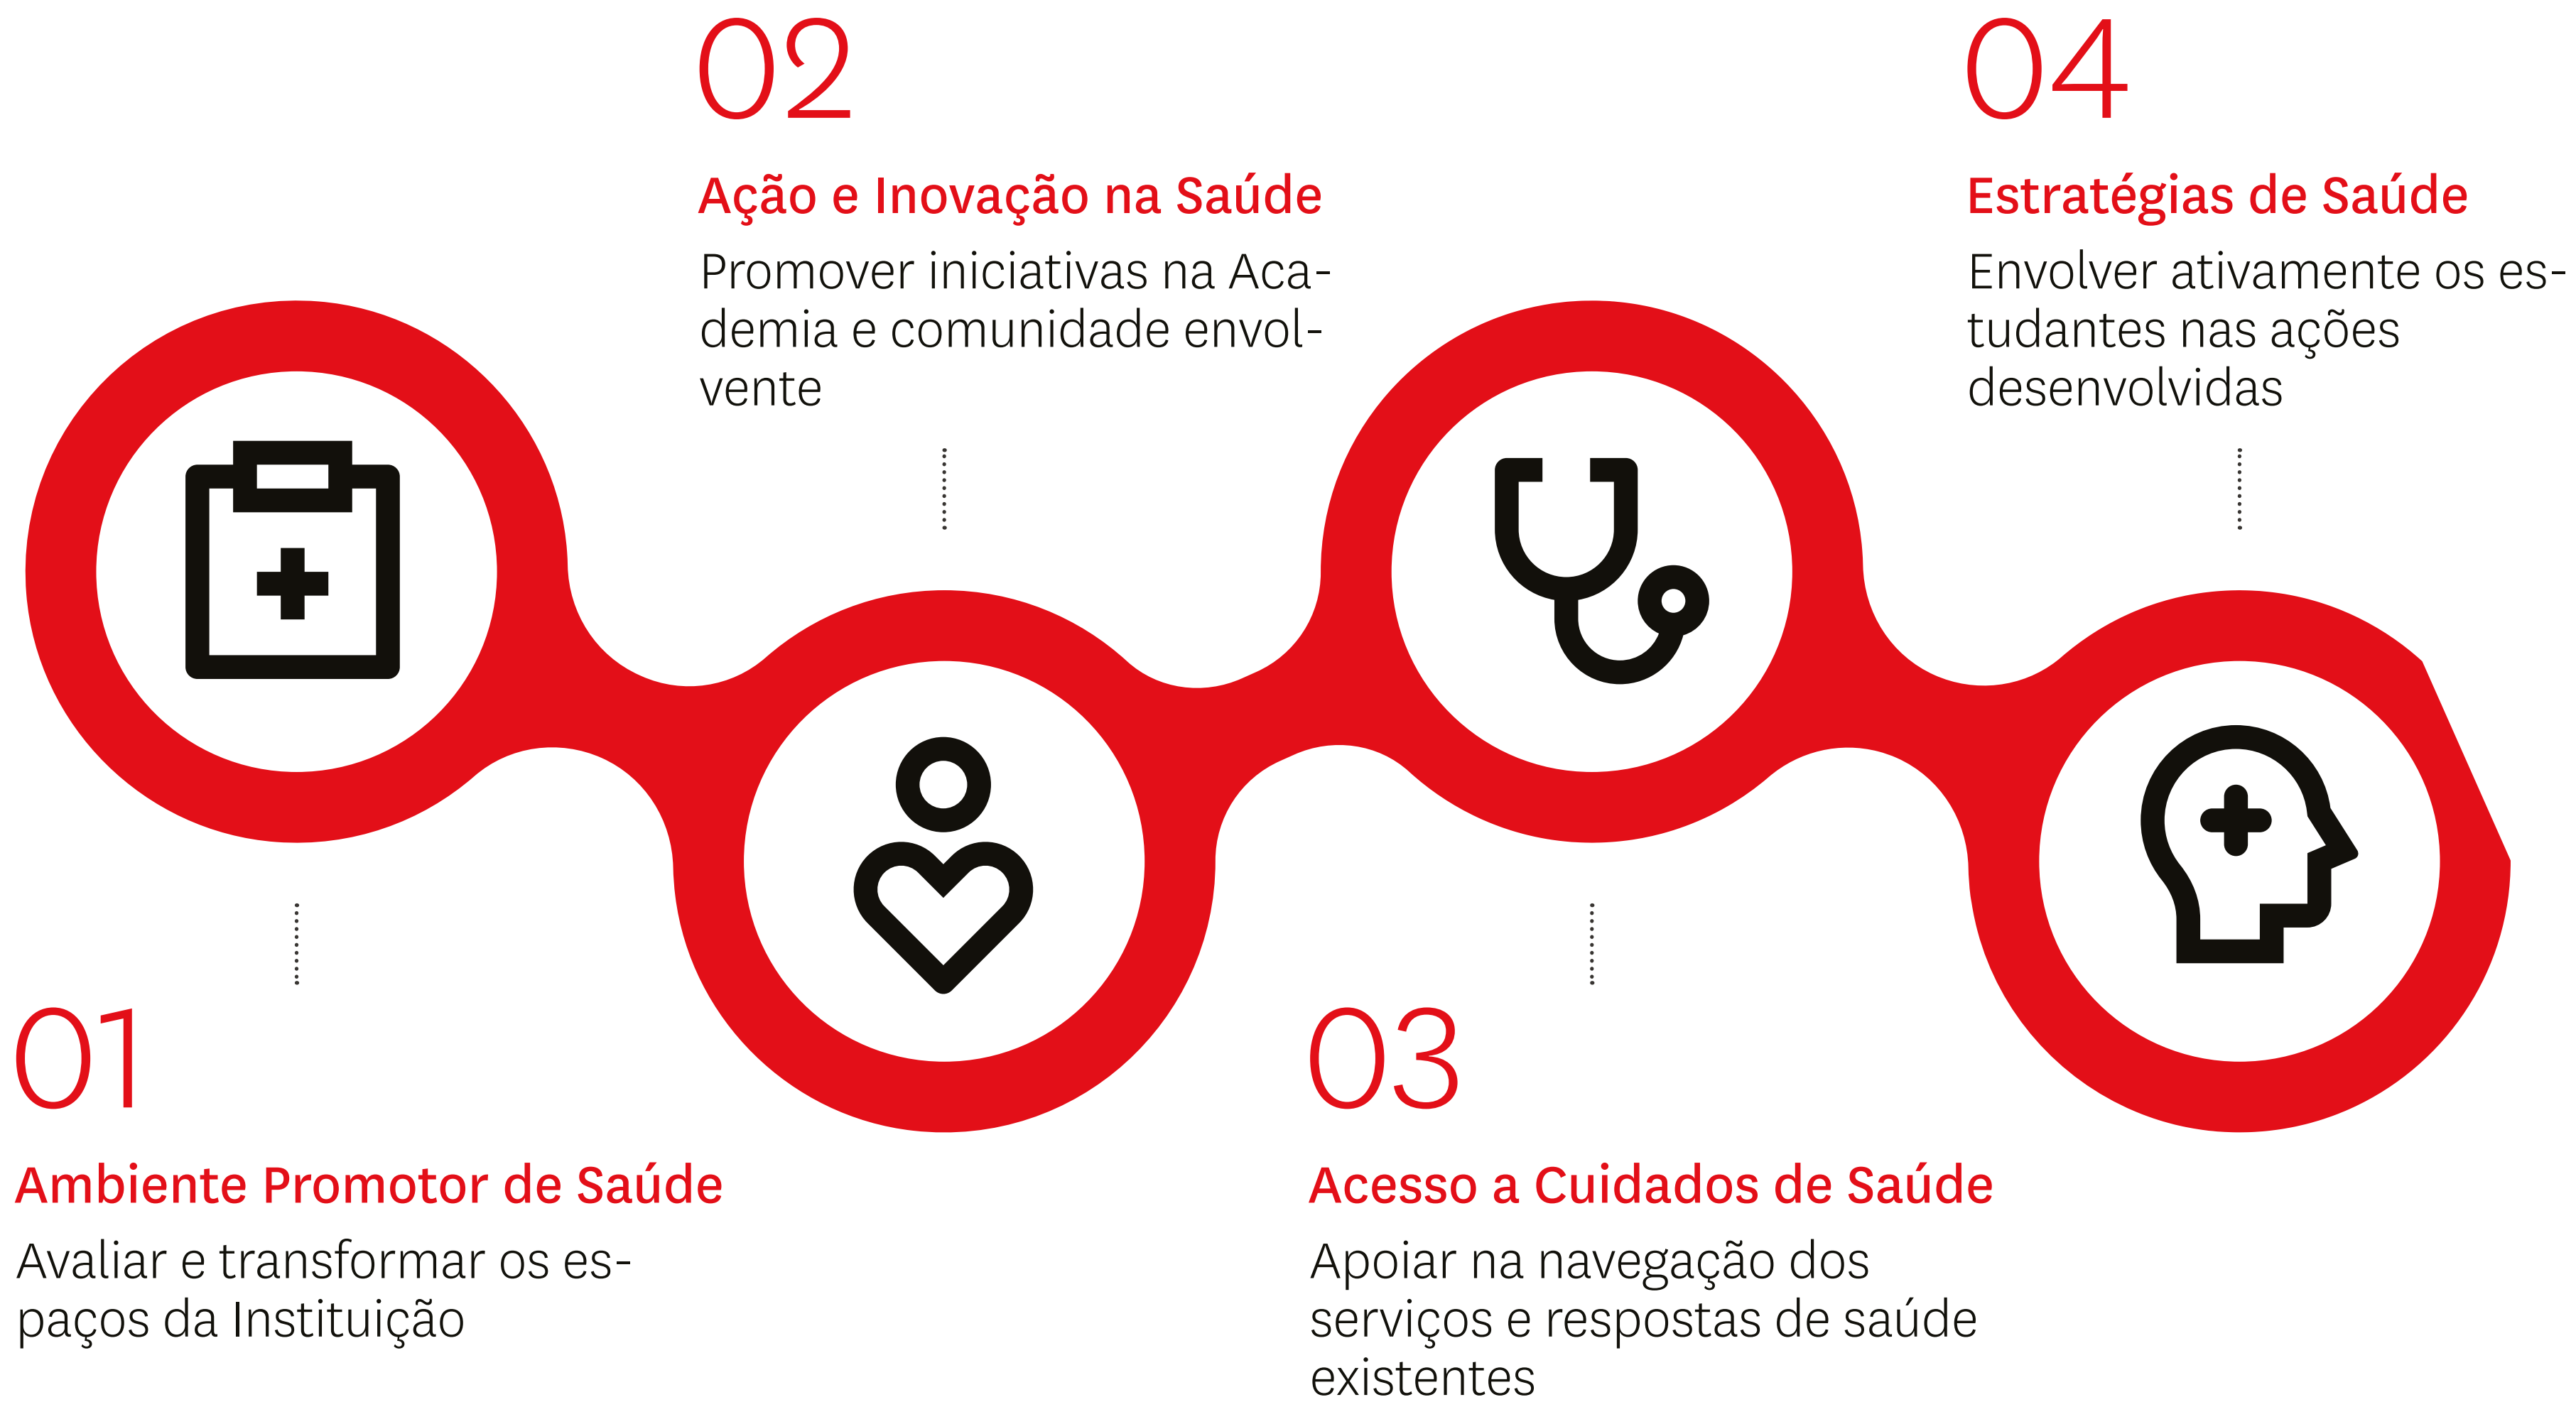 01
Ambiente Promotor de Saúde
Avaliar e transformar os es-
paços da Instituição
02
Ação e Inovação na Saúde
Promover iniciativas na Aca-
demia e comunidade envol-
vente
03
Acesso a Cuidados de Saúde
Apoiar na navegação dos
serviços e respostas de saúde
existentes
04
Estratégias de Saúde
Envolver ativamente os es-
tudantes nas ações
desenvolvidas